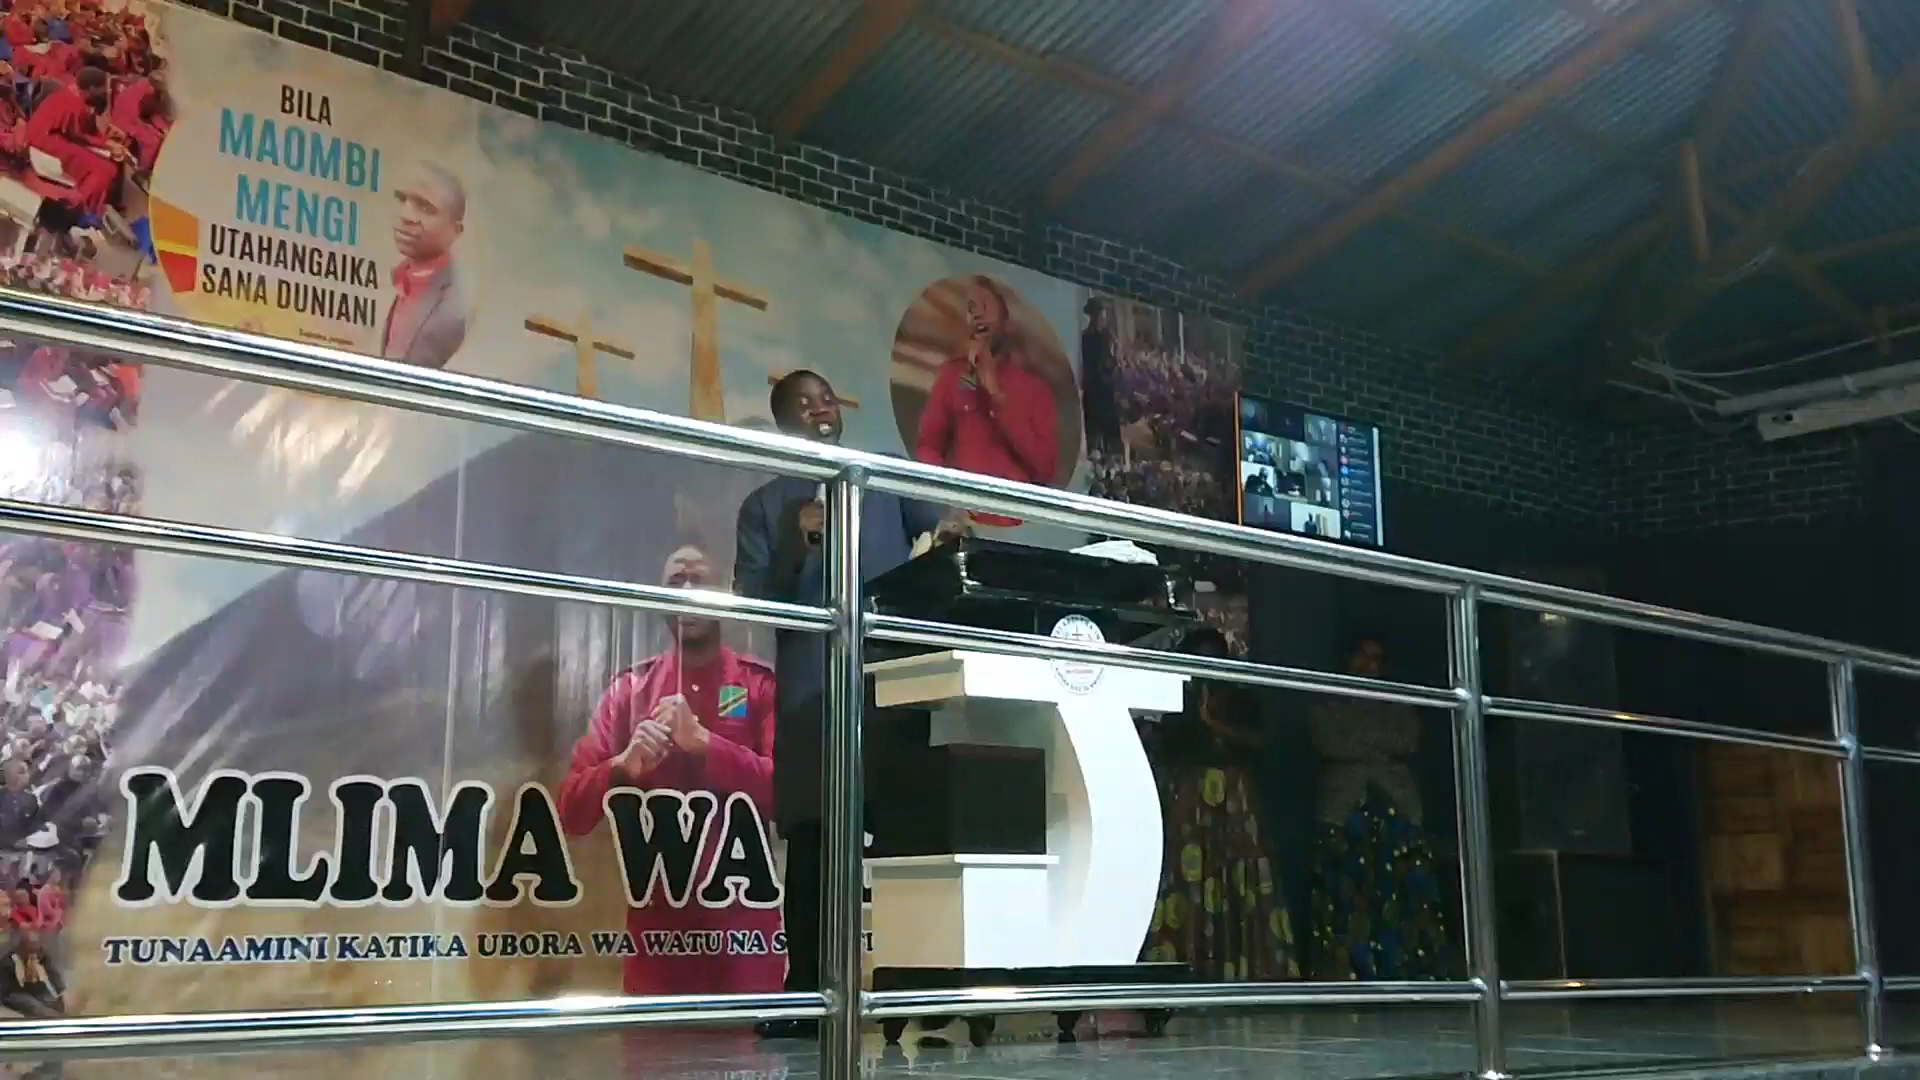 BILA
MAOMBI
MENGI
UTAHANGAIKA
SANA DUNIANI
MLIMA WA
TUNAAMINI KATIKA UBORA WA WATU NA